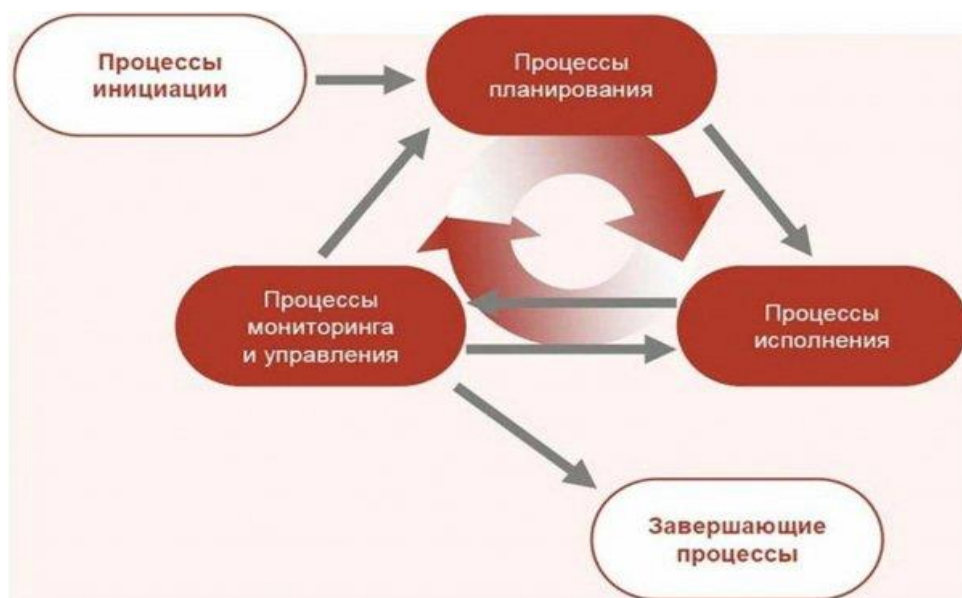 Процессы
инициации
Процессы
планирования
Процессы
мониторинга
и управления
Процессы
исполнения
Завершающие
процессы